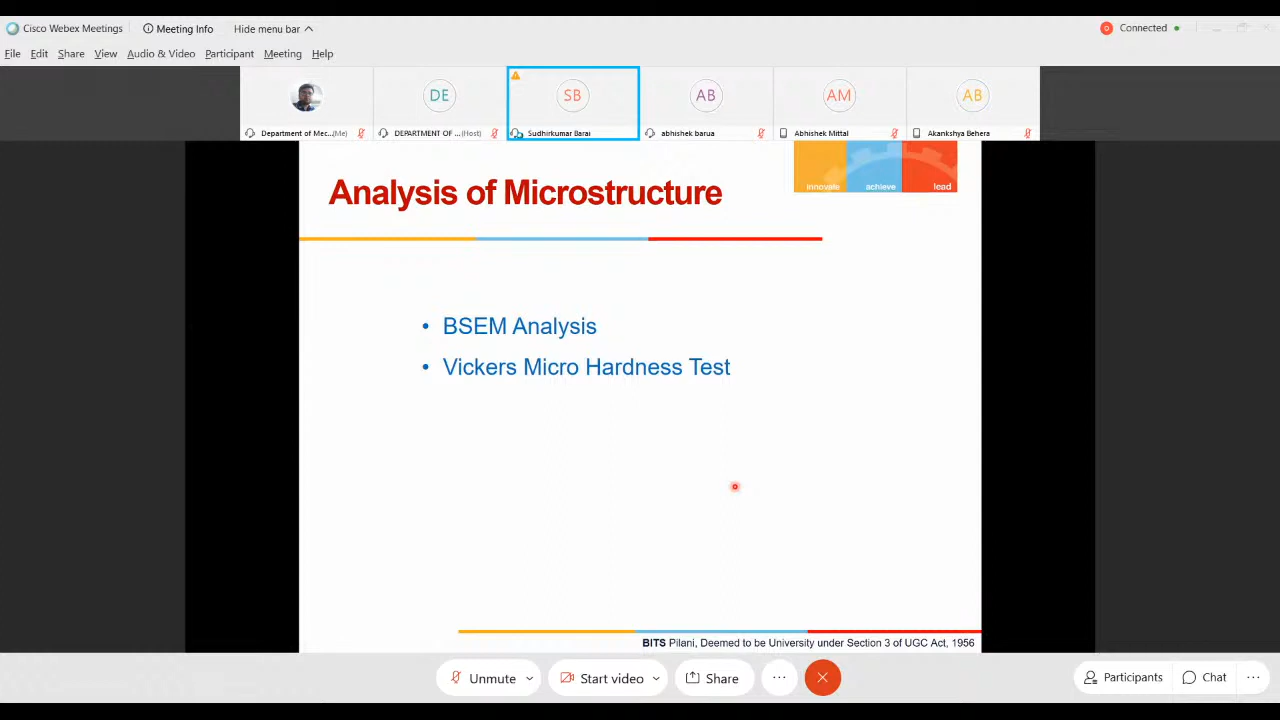 Cisco Webex Meetings
Meeting Info
Hide menu bar
Connected
File Edit Share View Audio & Video Participant Meeting Help
DE SB AB AM AB
Department of Mec...(Me) DEPARTMENT OF ...(Host) Sudhirkumar Barai abhishek barua Abhishek Mittal Akankshya Behera
innovate achieve lead
Analysis of Microstructure
• BSEM Analysis
• Vickers Micro Hardness Test
BITS Pilani, Deemed to be University under Section 3 of UGC Act, 1956
Unmute Start video Share Participants Chat